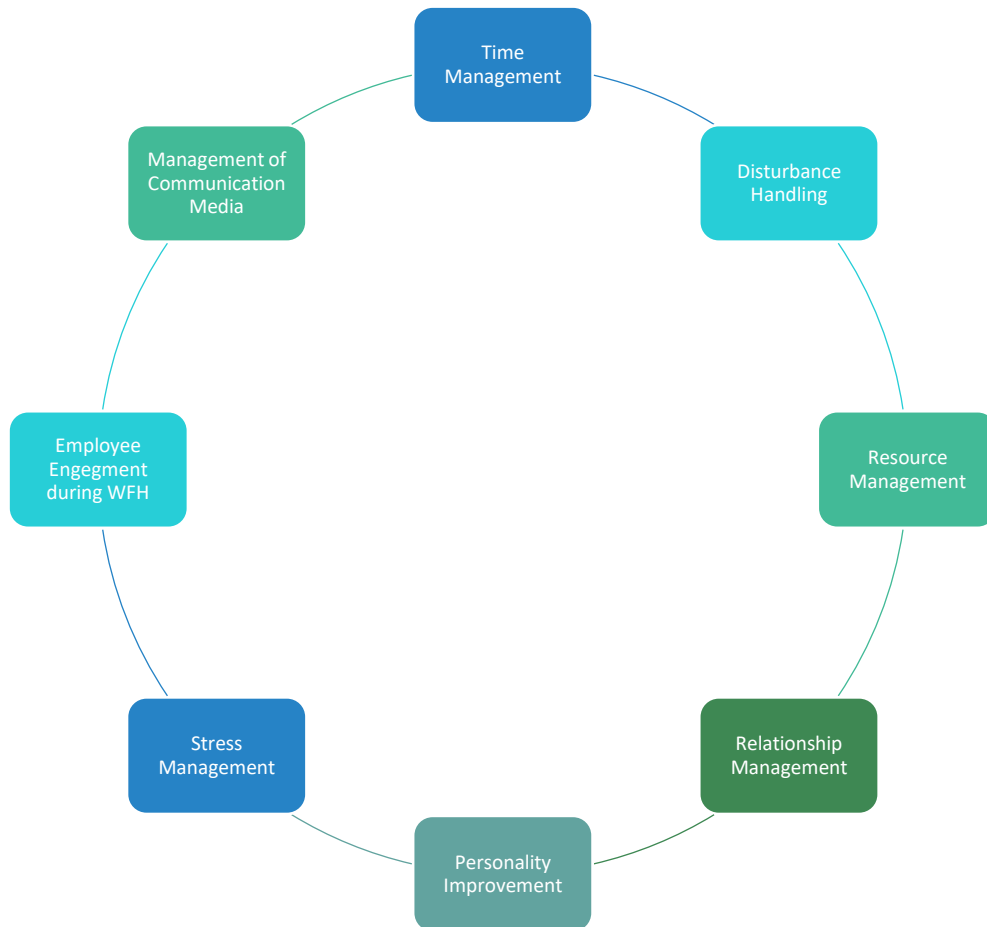 Time
Management
Disturbance
Handling
Resource
Management
Relationship
Management
Personality
Improvement
Stress
Management
Employee
Engegment
during WFH
Management of
Communication
Media